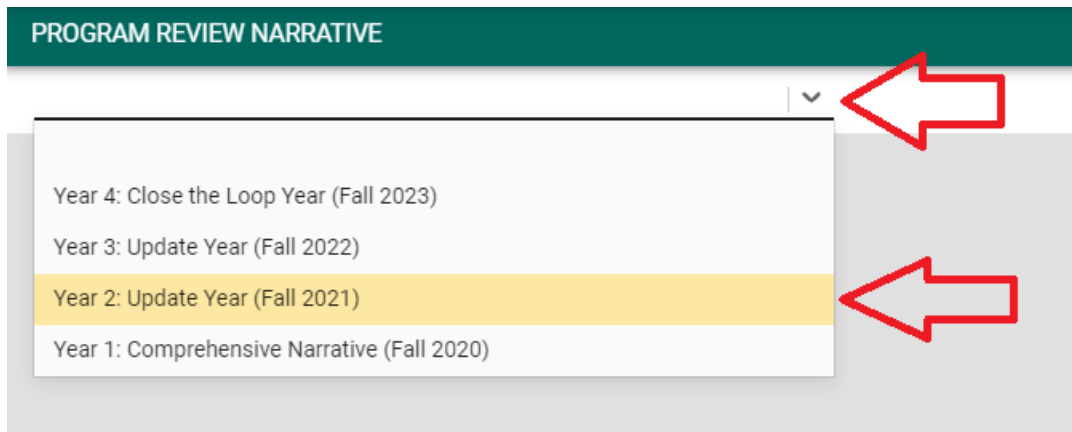 PROGRAM REVIEW NARRATIVE
Year 4: Close the Loop Year (Fall 2023)
Year 3: Update Year (Fall 2022)
Year 2: Update Year (Fall 2021)
Year 1: Comprehensive Narrative (Fall 2020)